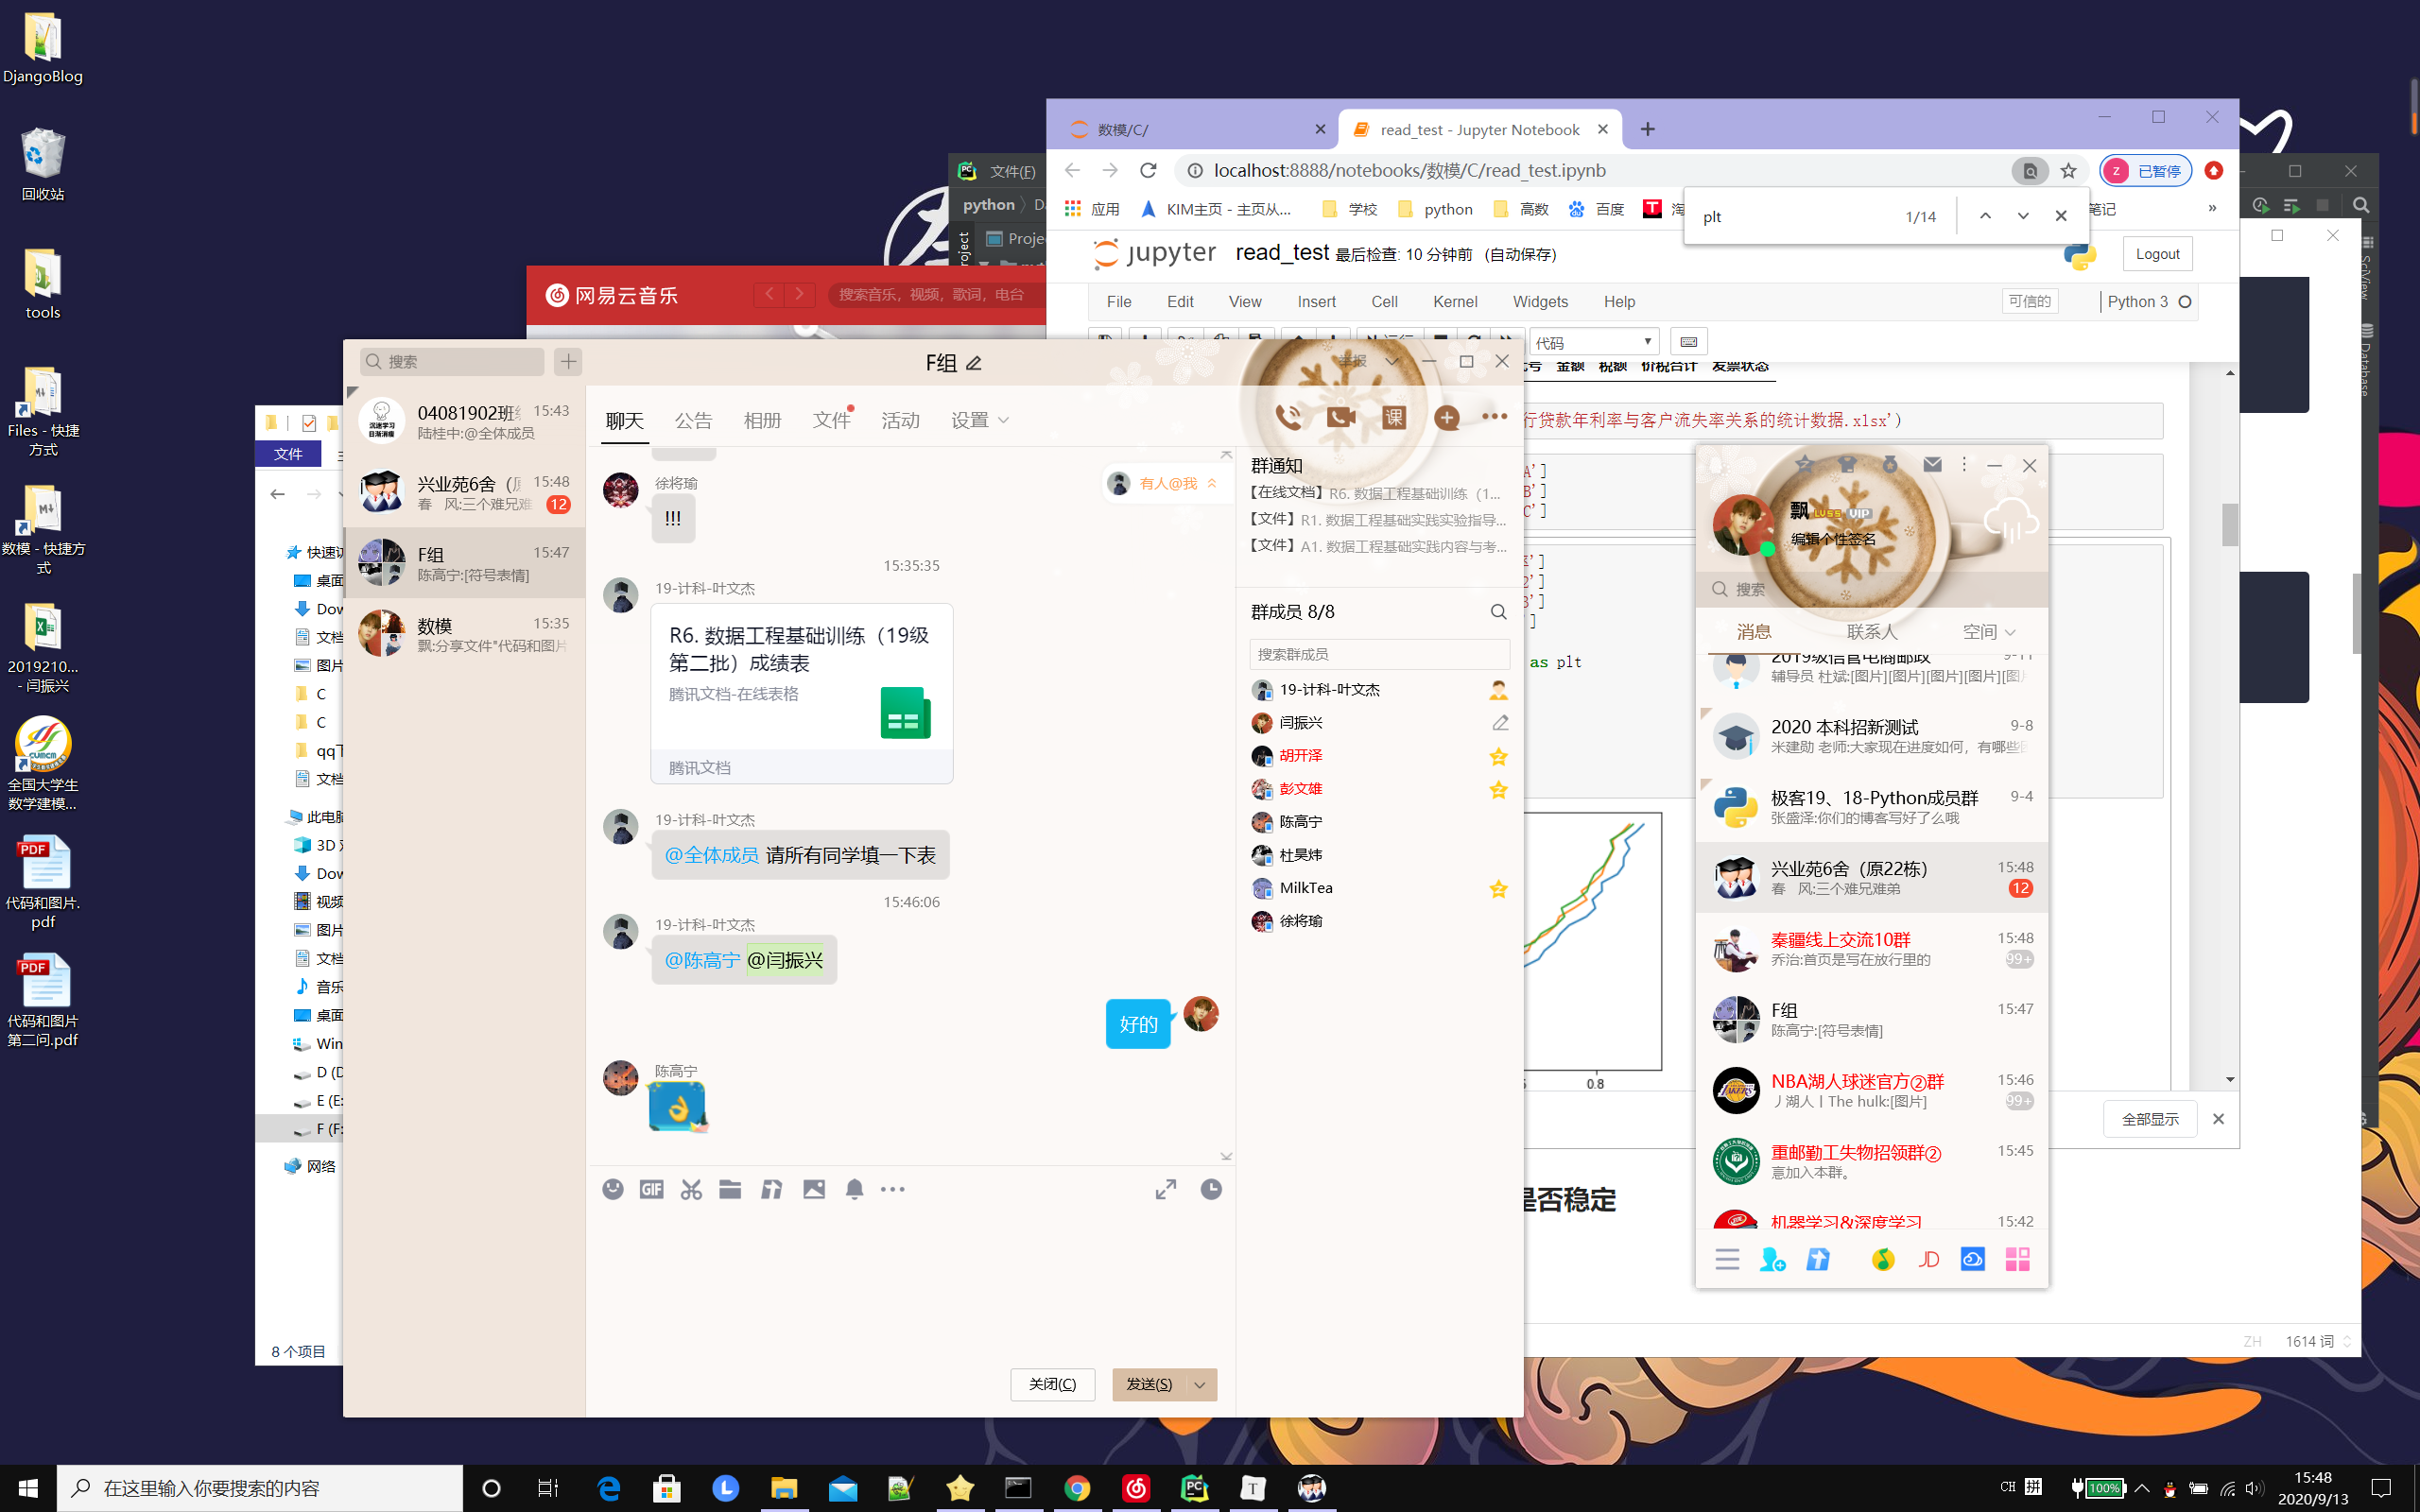 DjangoBlog
回收站
tools
Files - 快捷
方式
数模 - 快捷方
式
2019210...
- 闫振兴
全国大学生
数学建模...
代码和图片.
pdf
代码和图片
第二问.pdf
文件
快速访
桌面
Dow
文档
图片
C
C
文档
此电脑
3D
Dow
视频
图片
文档
音乐
桌面
Win
D (D
E (E:
F (F:
网络
8 个项目
网易云音乐
搜索音乐，视频，歌词，电台
文件(F)
python
Project
数模/C/
read_test - Jupyter Notebook
localhost:8888/notebooks/数模/C/read_test.ipynb
已暂停
应用
KIM主页 - 主页从...
学校
python
高数
百度
笔记
»
plt
1/14
jupyter
read_test 最后检查: 10 分钟前 (自动保存)
Logout
File
Edit
View
Insert
Cell
Kernel
Widgets
Help
可信的
Python 3
代码
金额 税额 价税合计 发票状态
行贷款年利率与客户流失率关系的统计数据.xlsx')
A']
B']
C']
as plt
0.8
全部显示
是否稳定
ZH
1614 词
SciView
Database
搜索
F组
举报
04081902班
15:43
陆桂中:@全体成员
兴业苑6舍（
15:48
春 风:三个难兄难
12
F组
15:47
陈高宁:[符号表情]
数模
15:35
飘:分享文件"代码和图片
聊天
公告
相册
文件
活动
设置
课
徐将瑜
有人@我
!!!
15:35:35
19-计科-叶文杰
R6. 数据工程基础训练（19级
第二批）成绩表
腾讯文档-在线表格
腾讯文档
19-计科-叶文杰
@全体成员 请所有同学填一下表
15:46:06
19-计科-叶文杰
@陈高宁 @闫振兴
好的
陈高宁
GIF
关闭(C)
发送(S)
群通知
【在线文档】R6. 数据工程基础训练（1...
【文件】R1. 数据工程基础实践实验指导...
【文件】A1. 数据工程基础实践内容与考...
群成员 8/8
搜索群成员
19-计科-叶文杰
闫振兴
胡开泽
彭文雄
陈高宁
杜昊炜
MilkTea
徐将瑜
飘
VIP
编辑个性签名
搜索
消息
联系人
空间
2019级信管电商邮政
9-11
辅导员 杜斌:[图片][图片][图片][图片][图片
2020 本科招新测试
9-8
米建勋 老师:大家现在进度如何，有哪些
极客19、18-Python成员群
9-4
张盛泽:你们的博客写好了么哦
兴业苑6舍（原22栋）
15:48
春 风:三个难兄难弟
12
秦疆线上交流10群
15:48
乔治:首页是写在放行里的
99+
F组
15:47
陈高宁:[符号表情]
NBA湖人球迷官方②群
15:46
丿湖人丨The hulk:[图片]
99+
重邮勤工失物招领群②
15:45
意加入本群。
机器学习&深度学习
15:42
JD
在这里输入你要搜索的内容
CH 拼
100%
15:48
2020/9/13